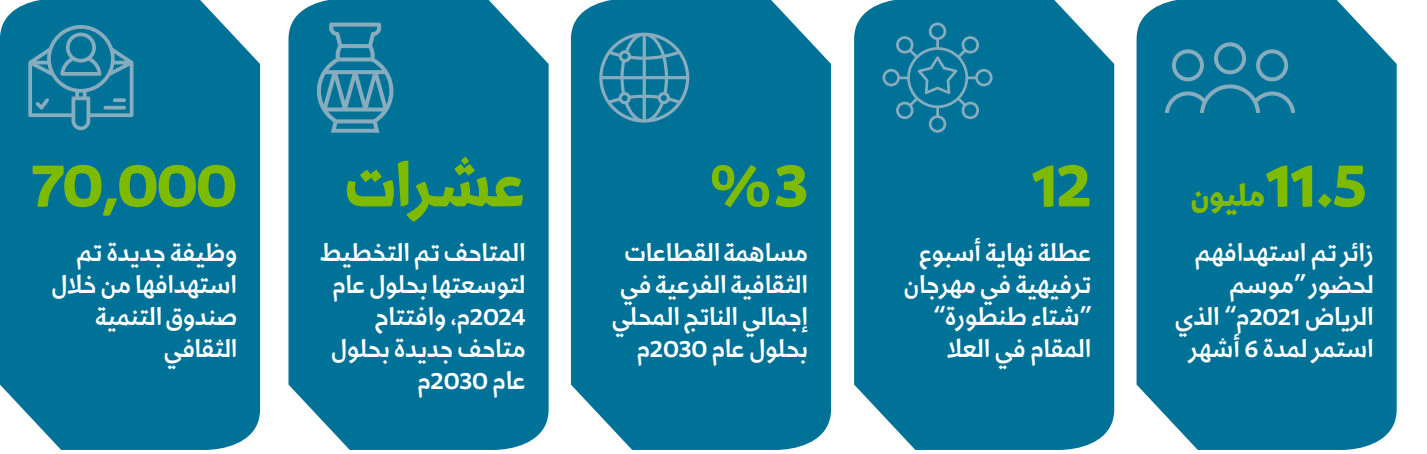 11.5 مليون
زائر تم استهدافهم
لحضور "موسم
الرياض 2021م" الذي
استمر لمدة 6 أشهر
12
عطلة نهاية أسبوع
ترفيهية في مهرجان
"شتاء طنطورة"
المقام في العلا
%3
مساهمة القطاعات
الثقافية الفرعية في
إجمالي الناتج المحلي
بحلول عام 2030م
عشرات
المتاحف تم التخطيط
لتوسعتها بحلول عام
2024م، وافتتاح
متاحف جديدة بحلول
عام 2030م
70,000
وظيفة جديدة تم
استهدافها من خلال
صندوق التنمية
الثقافي